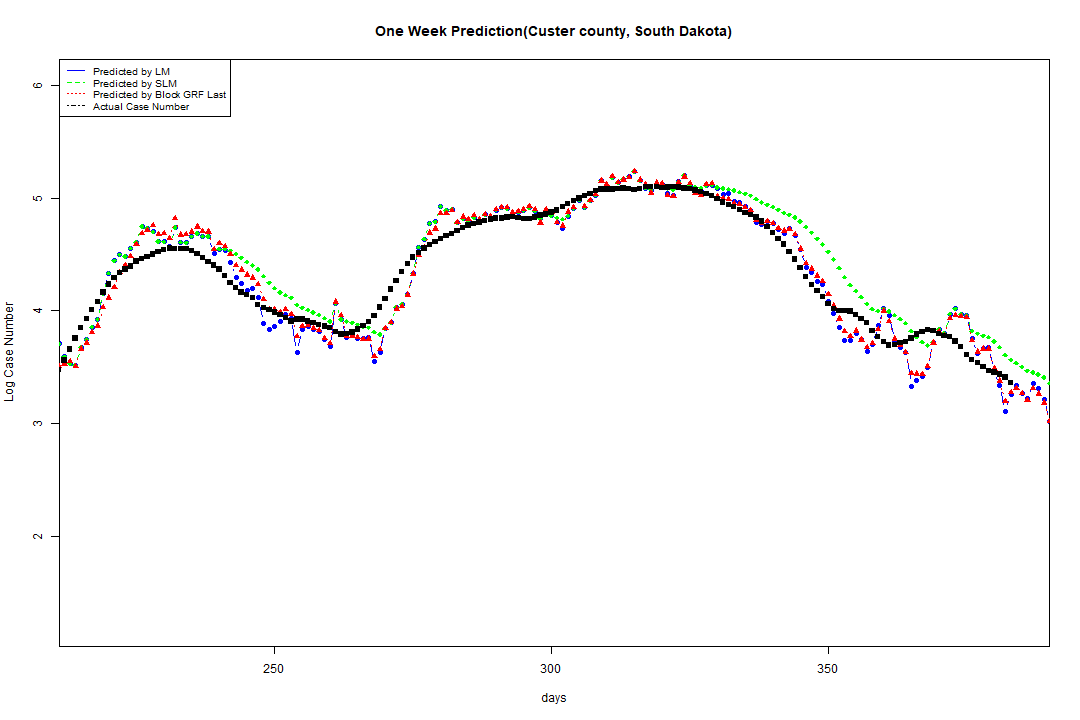 One Week Prediction(Custer county, South Dakota)
Predicted by LM
Predicted by SLM
Predicted by Block GRF Last
Actual Case Number
6
5
4
3
2
Log Case Number
250
300
350
days